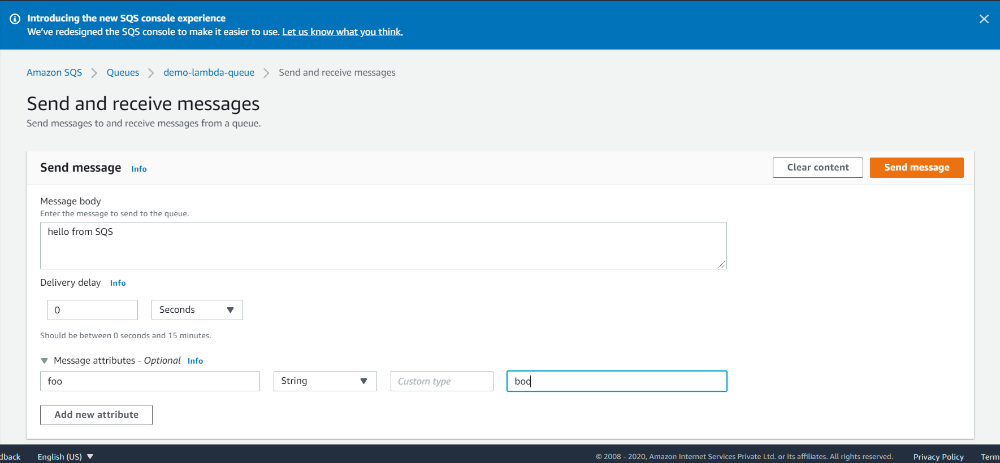 Introducing the new SQS console experience
We've redesigned the SQS console to make it easier to use. Let us know what you think.
Amazon SQS > Queues > demo-lambda-queue > Send and receive messages
Send and receive messages
Send messages to and receive messages from a queue.
Send message Info Clear content Send message
Message body
Enter the message to send to the queue.
hello from SQS
Delivery delay Info
0 Seconds
Should be between 0 seconds and 15 minutes.
Message attributes - Optional Info
foo String Custom type boo
Add new attribute
dback English (US) © 2008 - 2020, Amazon Internet Services Private Ltd. or its affiliates. All rights reserved. Privacy Policy Term